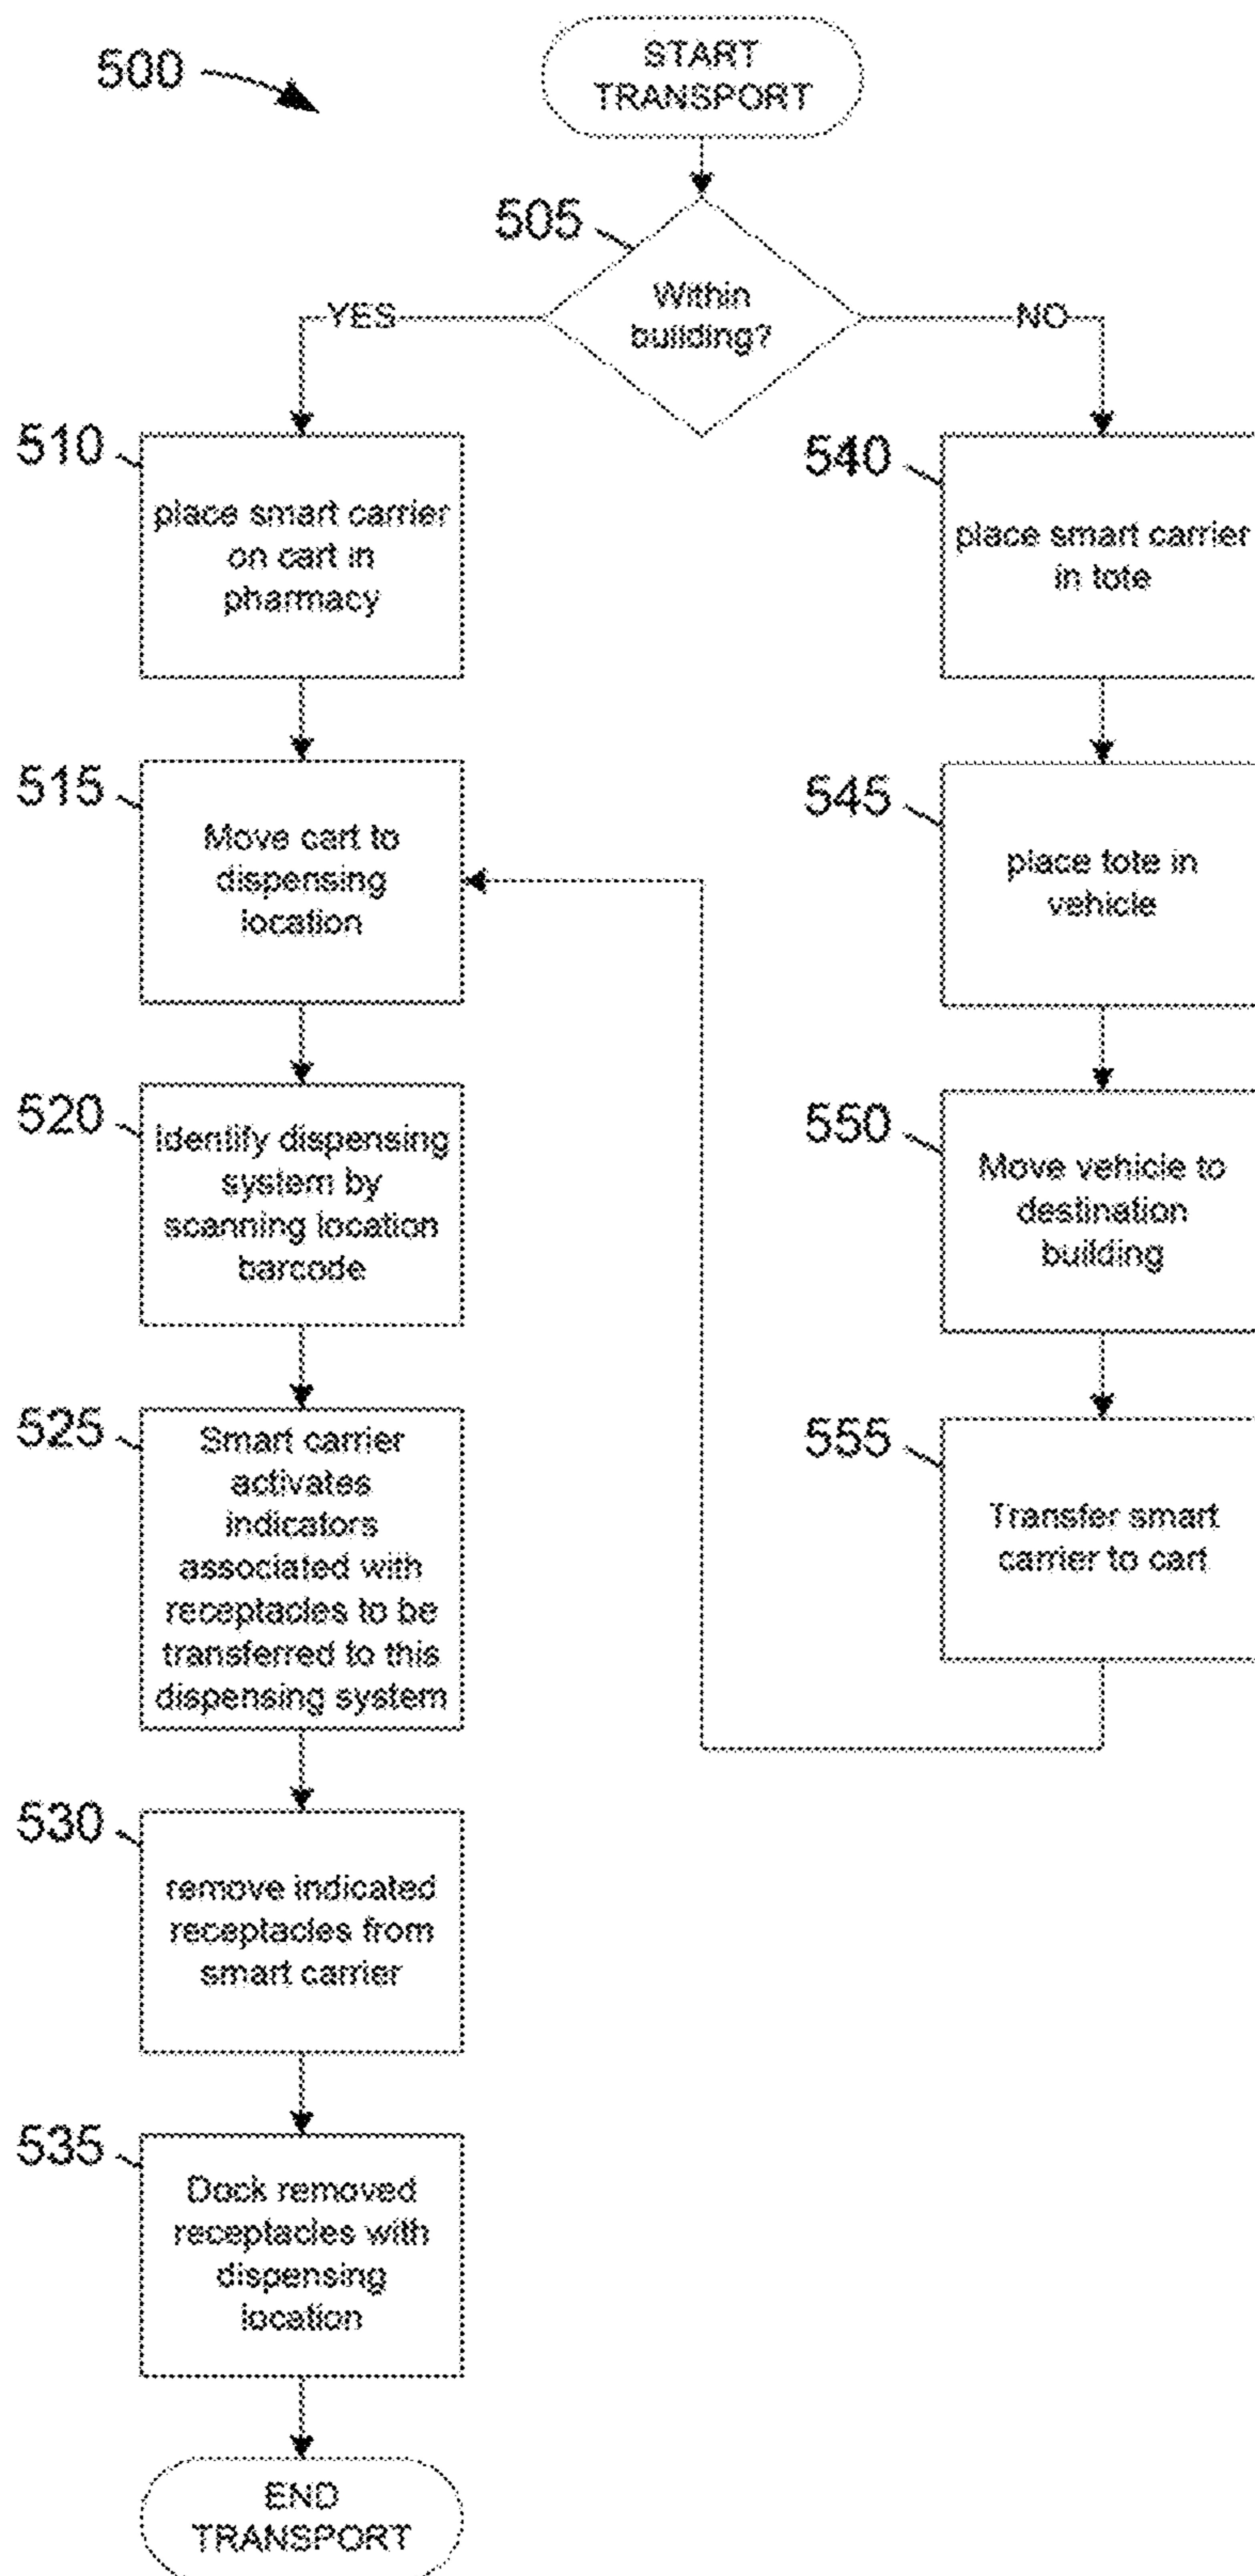 500
START
TRANSPORT
505
Within
building?
YES
NO
510
place smart carrier
on cart in
pharmacy
515
Move cart to
dispensing
location
520
Identify dispensing
system by
scanning location
barcode
525
Smart carrier
activates
indicators
associated with
receptacles to be
transferred to this
dispensing system
530
remove indicated
receptacles from
smart carrier
535
Dock removed
receptacles with
dispensing
location
END
TRANSPORT
540
place smart carrier
in tote
545
place tote in
vehicle
550
Move vehicle to
destination
building
555
Transfer smart
carrier to cart